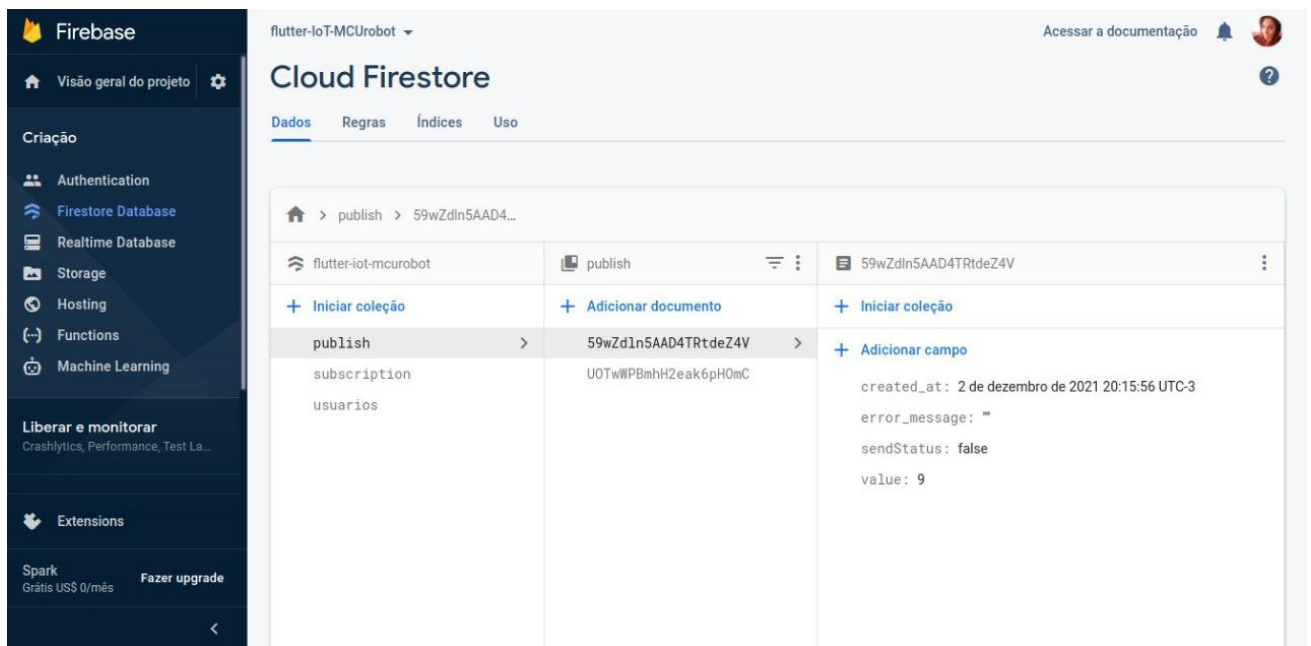 Firebase
Visão geral do projeto
Criação
Authentication
Firestore Database
Realtime Database
Storage
Hosting
Functions
Machine Learning
Liberar e monitorar
Crashlytics, Performance, Test La...
Extensions
Spark
Grátis US$ 0/mês
Fazer upgrade
flutter-IoT-MCUrobot
Acessar a documentação
Cloud Firestore
Dados Regras Índices Uso
publish > 59wZdln5AAD4...
flutter-iot-mcurobot
+ Iniciar coleção
publish
subscription
usuarios
publish
+ Adicionar documento
59wZdln5AAD4TRtdeZ4V
UOTwWPBmhH2eak6pHOmC
59wZdln5AAD4TRtdeZ4V
+ Iniciar coleção
+ Adicionar campo
created_at: 2 de dezembro de 2021 20:15:56 UTC-3
error_message: ""
sendStatus: false
value: 9